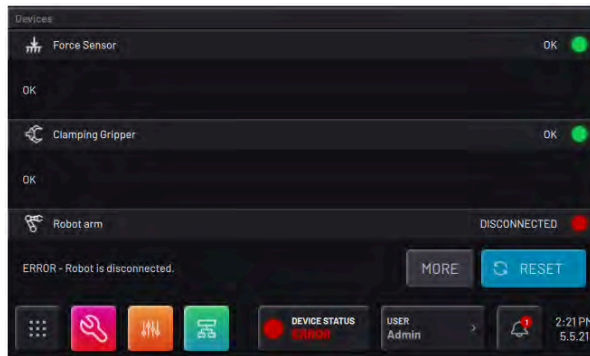 Devices
Force Sensor OK
OK
Clamping Gripper OK
OK
Robot arm DISCONNECTED
ERROR - Robot is disconnected.
MORE RESET
DEVICE STATUS
ERROR
USER
Admin
1
2:21 PM
5.5.21